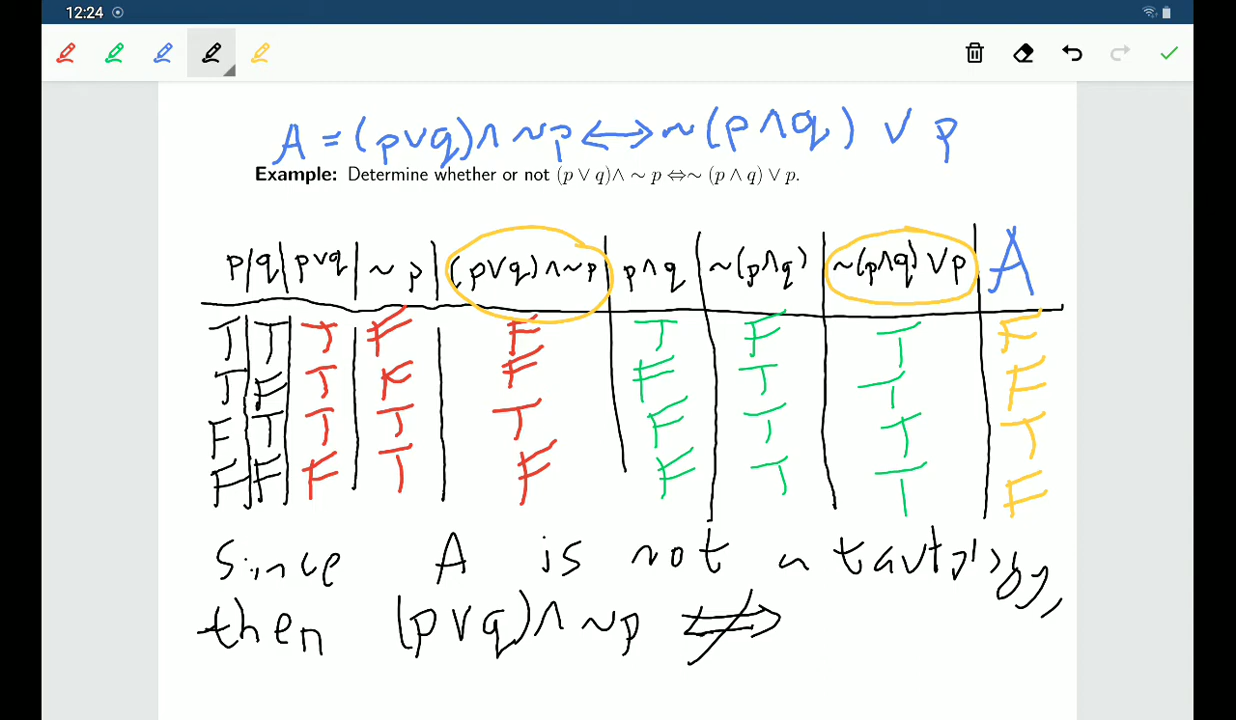 12:24
A = (p∨q)∧ ~p ⟷ ~(p∧q) ∨ p
Example: Determine whether or not (p ∨ q)∧ ~ p ⇔~ (p ∧ q) ∨ p.
p q p∨q ~p (p∨q)∧~p p∧q ~(p∧q) ~(p∧q)∨p A
T T T F F T F T F
T F T F F F T T F
F T T T T F T T T
F F F T F F T T F
Since A is not a tautology,
then (p∨q)∧ ~p ⇎